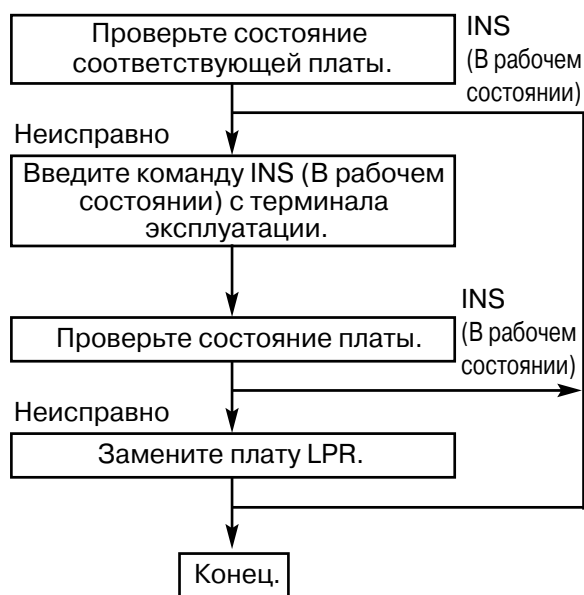 Проверьте состояние
соответствующей платы.
INS
(В рабочем
состоянии)
Неисправно
Введите команду INS (В рабочем
состоянии) с терминала
эксплуатации.
INS
(В рабочем
состоянии)
Проверьте состояние платы.
Неисправно
Замените плату LPR.
Конец.